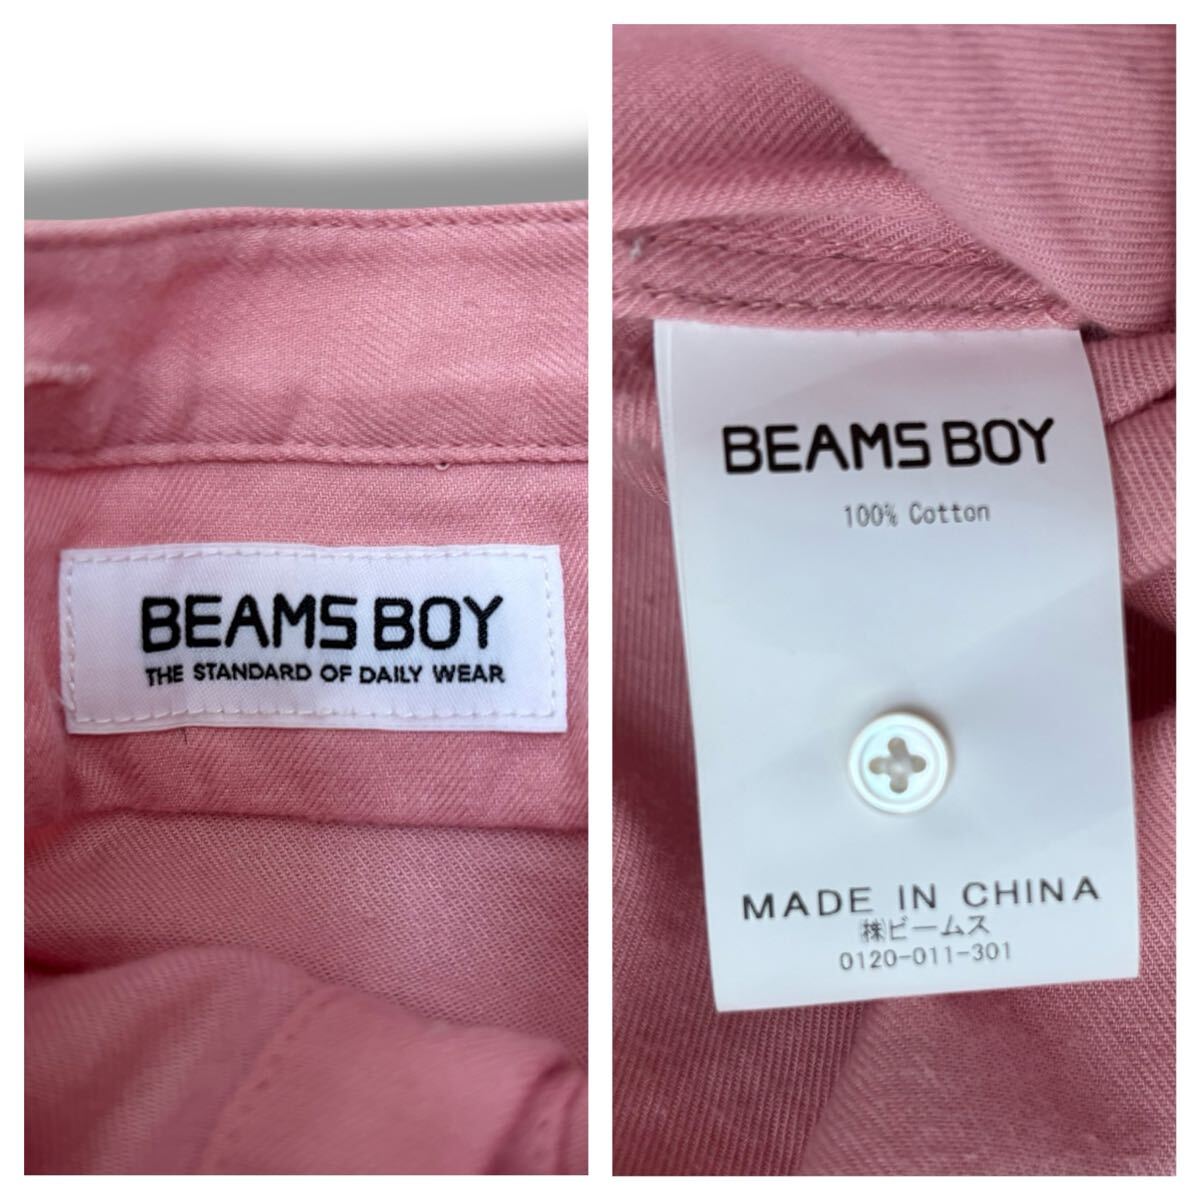 BEAMS BOY
THE STANDARD OF DAILY WEAR
BEAMS BOY
100% Cotton
MADE IN CHINA
㈱ビームス
0120-011-301